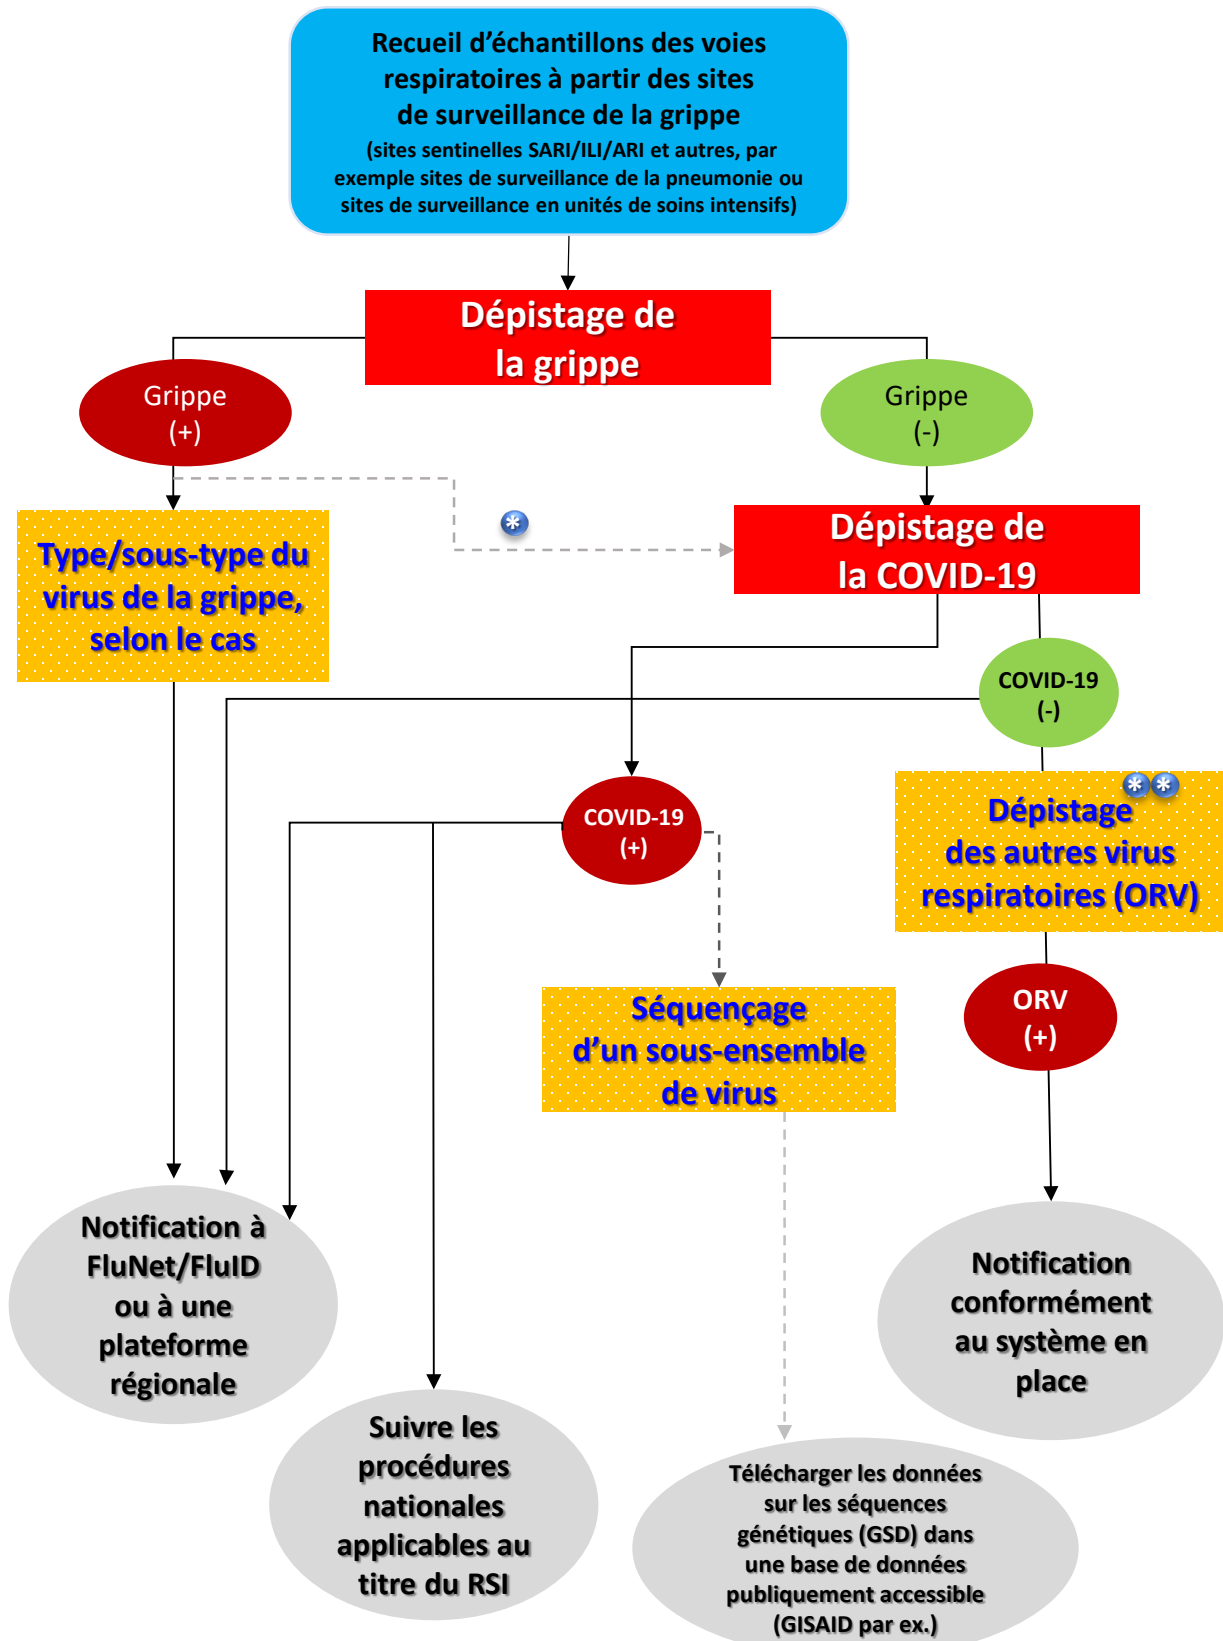 Recueil d’échantillons des voies
respiratoires à partir des sites
de surveillance de la grippe
(sites sentinelles SARI/ILI/ARI et autres, par
exemple sites de surveillance de la pneumonie ou
sites de surveillance en unités de soins intensifs)
Dépistage de
la grippe
Grippe
(+)
Grippe
(-)
Type/sous-type du
virus de la grippe,
selon le cas
*
Dépistage de
la COVID-19
COVID-19
(-)
COVID-19
(+)
**
Dépistage
des autres virus
respiratoires (ORV)
Séquençage
d’un sous-ensemble
de virus
ORV
(+)
Notification à
FluNet/FluID
ou à une
plateforme
régionale
Notification
conformément
au système en
place
Suivre les
procédures
nationales
applicables au
titre du RSI
Télécharger les données
sur les séquences
génétiques (GSD) dans
une base de données
publiquement accessible
(GISAID par ex.)